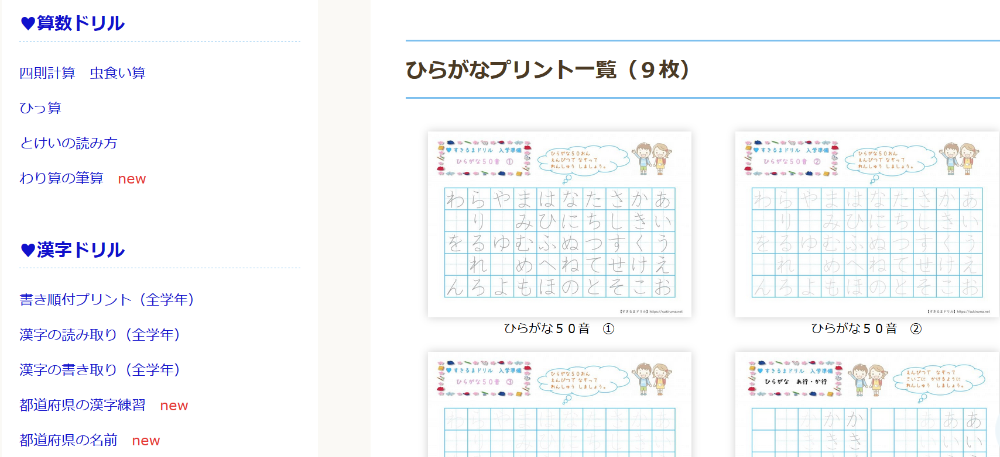 ♥算数ドリル
四則計算　虫食い算
ひっ算
とけいの読み方
わり算の筆算　new
♥漢字ドリル
書き順付プリント（全学年）
漢字の読み取り（全学年）
漢字の書き取り（全学年）
都道府県の漢字練習　new
都道府県の名前　new
ひらがなプリント一覧（９枚）
♥すきるまドリル　入学準備
ひらがな５０音　①
ひらがな５０おん
えんぴつで なぞって
れんしゅう しましょう。
わ ら や ま は な た さ か あ
り み ひ に ち し き い
を る ゆ む ふ ぬ つ す く う
れ め へ ね て せ け え
ん ろ よ も ほ の と そ こ お
【すきるまドリル】https://sukiruma.net
ひらがな５０音　①
♥すきるまドリル　入学準備
ひらがな５０音　②
ひらがな５０おん
えんぴつで なぞって
れんしゅう しましょう。
わ ら や ま は な た さ か あ
り み ひ に ち し き い
を る ゆ む ふ ぬ つ す く う
れ め へ ね て せ け え
ん ろ よ も ほ の と そ こ お
【すきるまドリル】https://sukiruma.net
ひらがな５０音　②
♥すきるまドリル　入学準備
ひらがな５０音　③
ひらがな５０おん
えんぴつで なぞって
れんしゅう しましょう。
わ ら や ま は な た さ か あ
り み ひ に ち し き い
♥すきるまドリル　入学準備
ひらがな　あ行・か行
えんぴつで　なぞって
さいごに　かけるように
れんしゅう　しましょう。
か か か あ あ あ
き き き い い い